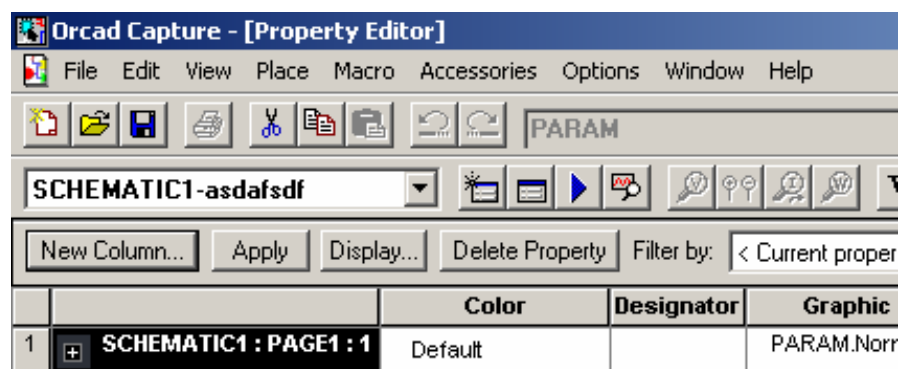 Orcad Capture - [Property Editor]
File Edit View Place Macro Accessories Options Window Help
PARAM
SCHEMATIC1-asdafsdf
New Column... Apply Display... Delete Property Filter by: < Current proper
Color Designator Graphic
1 SCHEMATIC1 : PAGE1 : 1 Default PARAM.Norr